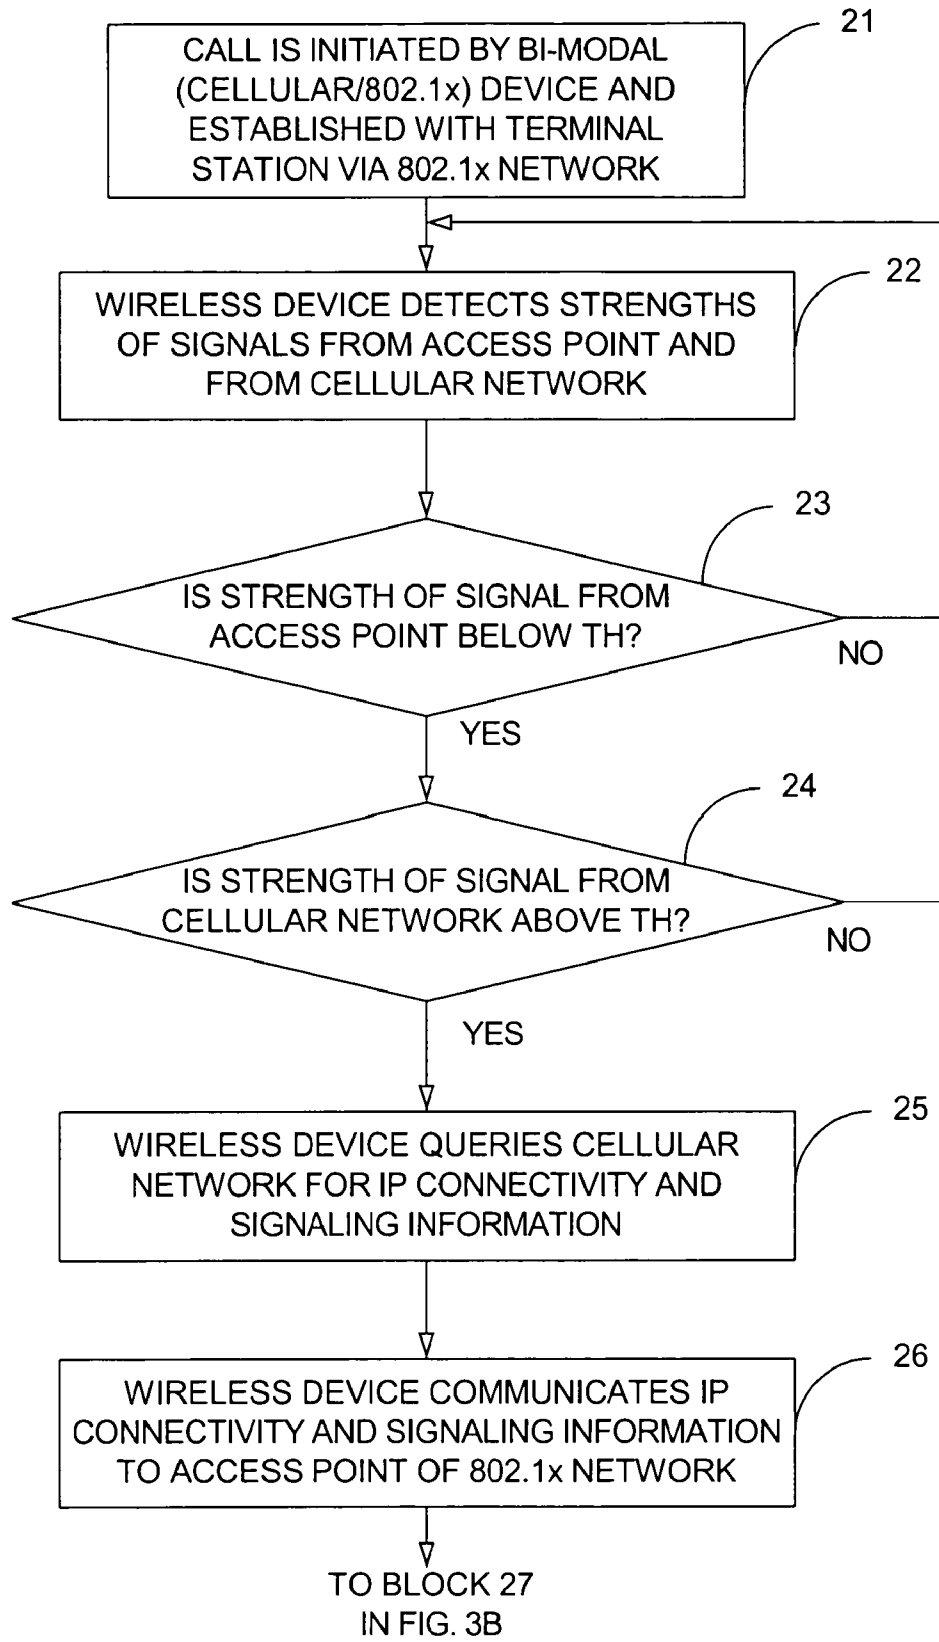 21
CALL IS INITIATED BY BI-MODAL
(CELLULAR/802.1x) DEVICE AND
ESTABLISHED WITH TERMINAL
STATION VIA 802.1x NETWORK
22
WIRELESS DEVICE DETECTS STRENGTHS
OF SIGNALS FROM ACCESS POINT AND
FROM CELLULAR NETWORK
23
IS STRENGTH OF SIGNAL FROM
ACCESS POINT BELOW TH?
NO
YES
24
IS STRENGTH OF SIGNAL FROM
CELLULAR NETWORK ABOVE TH?
NO
YES
25
WIRELESS DEVICE QUERIES CELLULAR
NETWORK FOR IP CONNECTIVITY AND
SIGNALING INFORMATION
26
WIRELESS DEVICE COMMUNICATES IP
CONNECTIVITY AND SIGNALING INFORMATION
TO ACCESS POINT OF 802.1x NETWORK
TO BLOCK 27
IN FIG. 3B